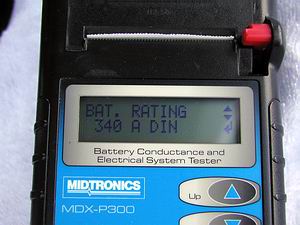 BAT. RATING
340 A DIN
Battery Conductance and
Electrical System Tester
MIDTRONICS
MDX-P300
Up